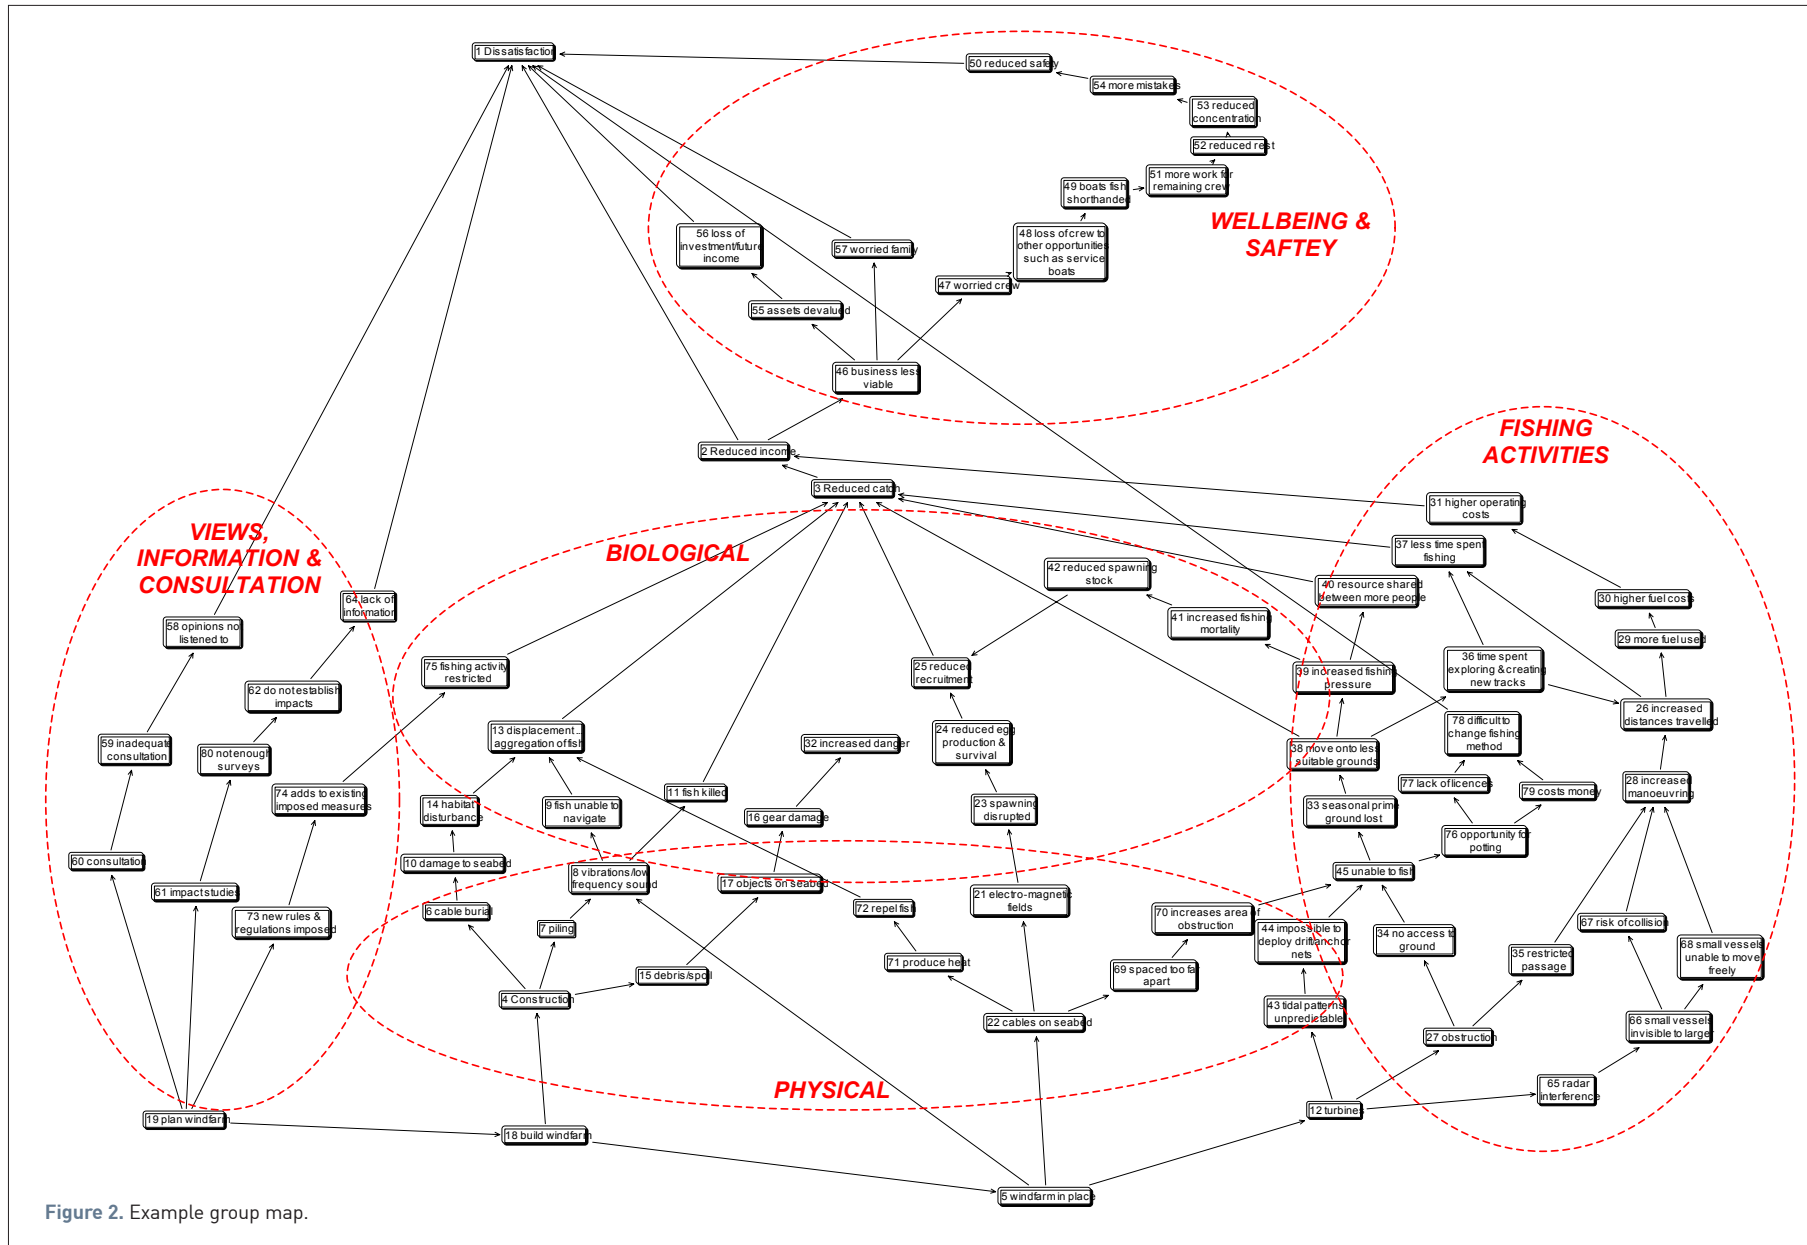 1 Dissatisfaction
50 reduced safety
54 more mistakes
53 reduced
concentration
52 reduced rest
51 more work for
remaining crew
49 boats fish
shorthanded
WELLBEING &
SAFTEY
48 loss of crew to
other opportunities
such as service
boats
56 loss of
investment/future
income
57 worried family
47 worried crew
55 assets devalued
46 business less
viable
2 Reduced income
3 Reduced catch
FISHING
ACTIVITIES
31 higher operating
costs
37 less time spent
fishing
VIEWS,
INFORMATION &
CONSULTATION
BIOLOGICAL
42 reduced spawning
stock
40 resource shared
between more people
30 higher fuel costs
64 lack of
information
58 opinions no
listened to
41 increased fishing
mortality
29 more fuel used
75 fishing activity
restricted
25 reduced
recruitment
39 increased fishing
pressure
36 time spent
exploring & creating
new tracks
62 do not establish
impacts
26 increased
distances travelled
59 inadequate
consultation
80 not enough
surveys
13 displacement...
aggregation of fish
32 increased danger
24 reduced egg
production &
survival
38 move onto less
suitable grounds
78 difficult to
change fishing
method
74 adds to existing
imposed measures
14 habitat
disturbance
9 fish unable to
navigate
11 fish killed
16 gear damage
23 spawning
disrupted
33 seasonal prime
ground lost
77 lack of licences
79 costs money
28 increased
manoeuvring
76 opportunity for
potting
60 consultation
10 damage to seabed
8 vibrations/low
frequency sound
17 objects on seabed
45 unable to fish
61 impact studies
21 electro-magnetic
fields
73 new rules &
regulations imposed
6 cable burial
7 piling
72 repel fish
70 increases area of
obstruction
44 impossible to
deploy drift/anchor
nets
34 no access to
ground
67 risk of collision
35 restricted
passage
68 small vessels
unable to move
freely
15 debris/spoil
71 produce heat
69 spaced too far
apart
4 Construction
22 cables on seabed
43 tidal patterns
unpredictable
27 obstruction
66 small vessels
invisible to larger
PHYSICAL
65 radar
interference
19 plan windfarm
18 build windfarm
12 turbines
5 windfarm in place
Figure 2. Example group map.